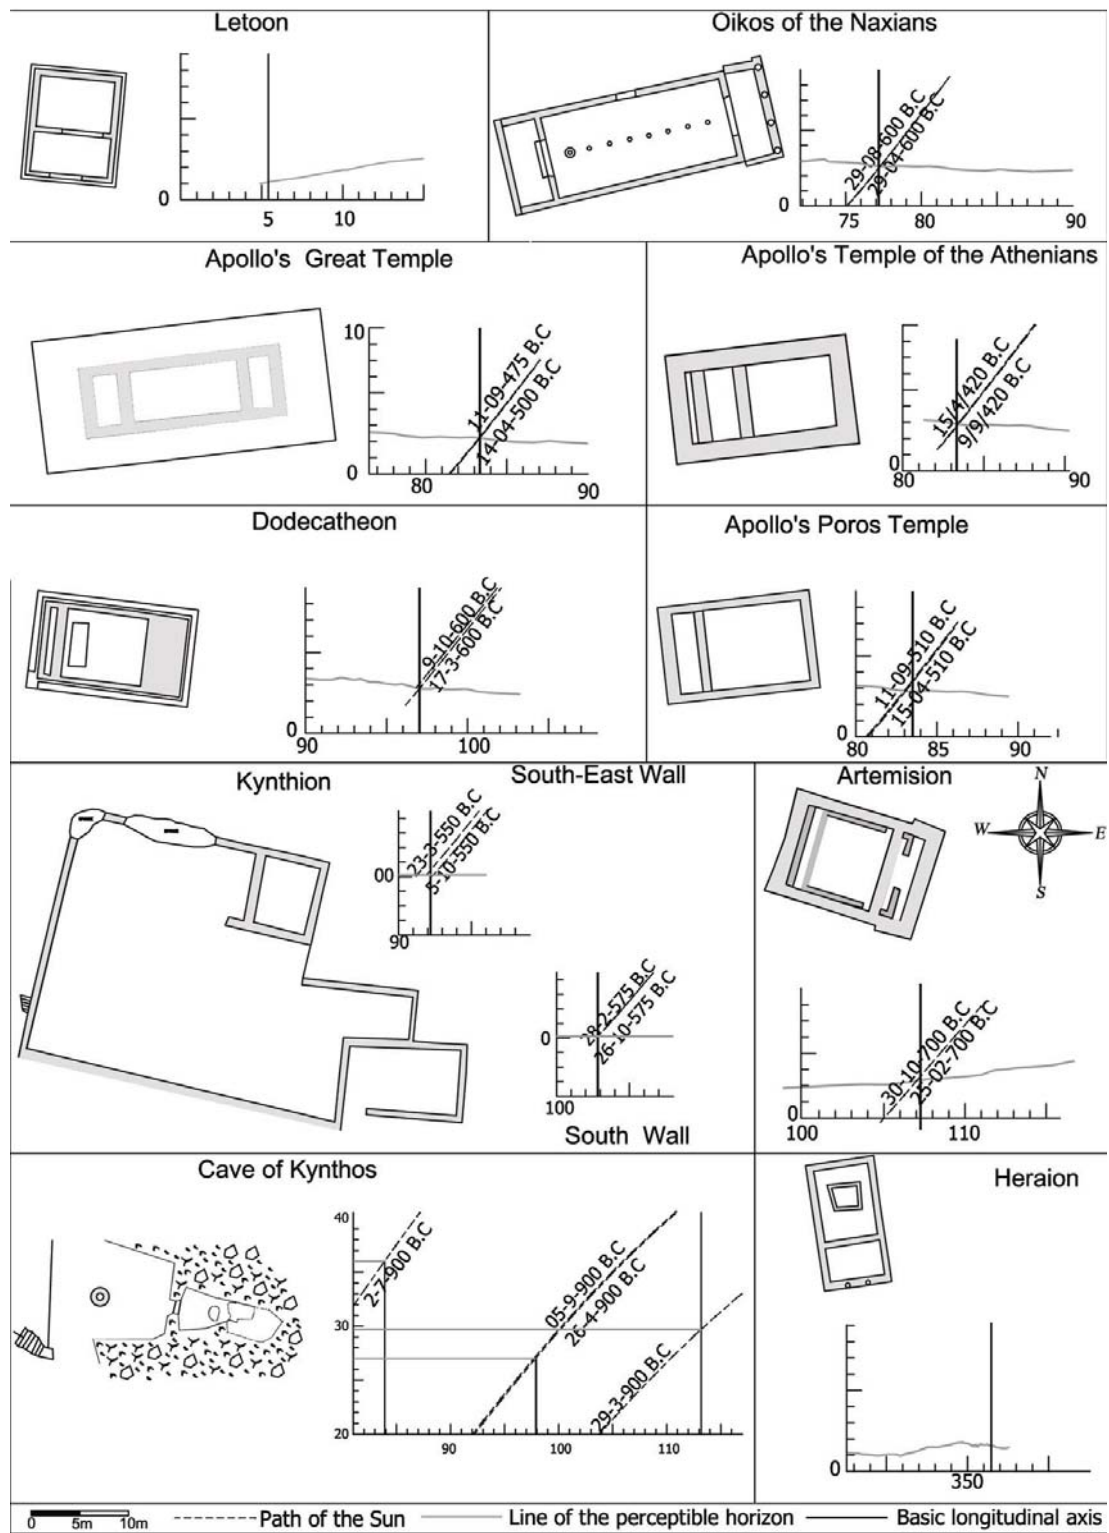 Letoon
0
5
10
Oikos of the Naxians
29-08-600 B.C
29-04-600 B.C
0
75
80
90
Apollo's Great Temple
10
11-09-475 B.C
14-04-500 B.C
0
80
90
Apollo's Temple of the Athenians
15/4/420 B.C
9/9/420 B.C
0
80
90
Dodecatheon
9-10-600 B.C
17-3-600 B.C
0
90
100
Apollo's Poros Temple
11-09-510 B.C
15-04-510 B.C
0
80
85
90
Kynthion
South-East Wall
23-3-550 B.C
5-10-550 B.C
00
90
28-2-575 B.C
26-10-575 B.C
0
100
South Wall
Artemision
N
W
E
S
30-10-700 B.C
25-02-700 B.C
0
100
110
Cave of Kynthos
40
2-7-900 B.C
05-9-900 B.C
26-4-900 B.C
30
29-3-900 B.C
20
90
100
110
Heraion
0
350
0 5m 10m
Path of the Sun
Line of the perceptible horizon
Basic longitudinal axis